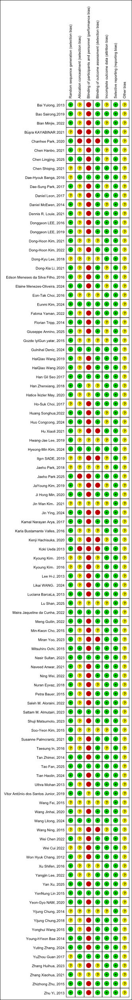 Random sequence generation (selection bias)
Allocation concealment (selection bias)
Blinding of participants and personnel (performance bias)
Blinding of outcome assessment (detection bias)
Incomplete outcome data (attrition bias)
Selective reporting (reporting bias)
Other bias
Bai Yulong, 2013
Bao Sairong,2019
Bian Minjie, 2022
Büşra KAYABINAR 2021
Chanhee Park, 2020
Chen Hanbo, 2021
Chen Lingjing, 2025
Chen Shiqing, 2021
Dae-Hyouk Banga, 2016
Dae-Sung Park, 2017
Daniel Leon, 2017
Daniel McEwen, 2014
Dennis R. Louie, 2021
Donggeon LEE, 2016
Donggeon LEE, 2019
Dong-Hoon Kim, 2021
Dong-Hoon Kim, 2022
Dong-Kyu Lee, 2018
Dong-Xia Li, 2021
Edson Meneses da Silva Filho, 2016
Elaine Menezes-Oliveira, 2024
Eon-Tak Choi, 2016
Eunmi Kim, 2024
Fatıma Yaman, 2022
Florian Tripp, 2014
Giuseppe Annino, 2025
Gozde IyIGun yatar, 2015
Gulnihal Deniz, 2024
HaiQiao Wang 2019
HaiQiao Wang 2020
Han Gil Seo 2017
Han Zhenxiang, 2018
Hatice İkizler May, 2020
Ho-Suk Choi, 2017
Huang Songhua,2022
Huo Congcong, 2024
Hu Xiaoli 2021
Hwang-Jae Lee, 2019
Hyeong-Min Kim, 2024
Ilgın SADE, 2019
Jaeho Park, 2018
Jaeho Park 2025
JaYoung Kim, 2019
Ji Hong Min, 2020
Jin Wan Kim，2021
Jin Ying, 2024
Kamal Narayan Arya, 2017
Karla Bustamante Valles, 2016
Kenji Hachisuka, 2020
Koki Ueda 2013
Kyoung Kim，2015
Kyoung Kim，2016
Lee H-J, 2013
Likai WANG，2024
Luciana BarcaLa, 2013
Lu Shan, 2025
Maira Jaqueline da Cunha, 2022
Meng Guilin, 2022
Min-Kwon Cho, 2015
Miran Yoo, 2023
Mitsuhiro Ochi, 2015
Nasir Sultan, 2023
Naveed Anwar, 2021
Ning Wei, 2022
Nuran Eyvaz, 2018
Petra Bauer, 2015
Saleh M. Aloraini, 2022
Sattam M. Almutairi, 2023
Shuji Matsumoto, 2023
Soo-Yeon Kim, 2015
Susanne Palmcrantz, 2021
Taesung In, 2016
Tan Zhimei, 2014
Tao Fan, 2025
Tian Haolin, 2024
Uthra Mohan 2013
Vitor Antônio dos Santos Junior, 2019
Wang Fei, 2015
Wang Jinhai, 2020
Wang Litong, 2024
Wang Ning, 2015
Wei Chen 2022
Wei Cui 2022
Won Hyuk Chang, 2012
Xu Shifen, 2016
Yangjin Lee, 2022
Yan Xu, 2025
YenNung Lin 2015
Yeon-Gyo NAM, 2020
Yijung Chung, 2014
Yijung Chung,2018
Yonghui Wang 2015
Young-hYeon Bae 2014
Yuting Zhang, 2024
YuZhou Guan 2017
Zhang Huihua, 2023
Zhang Xiaohua, 2021
Zhizhong Zhu, 2015
Zhu Yi, 2013